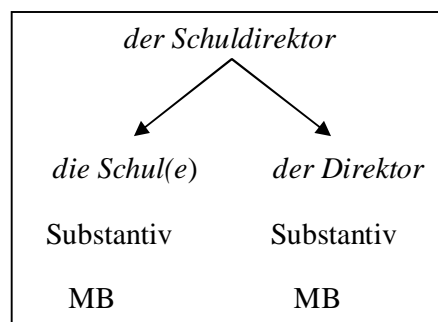 der Schuldirektor
die Schul(e) der Direktor
Substantiv Substantiv
MB MB